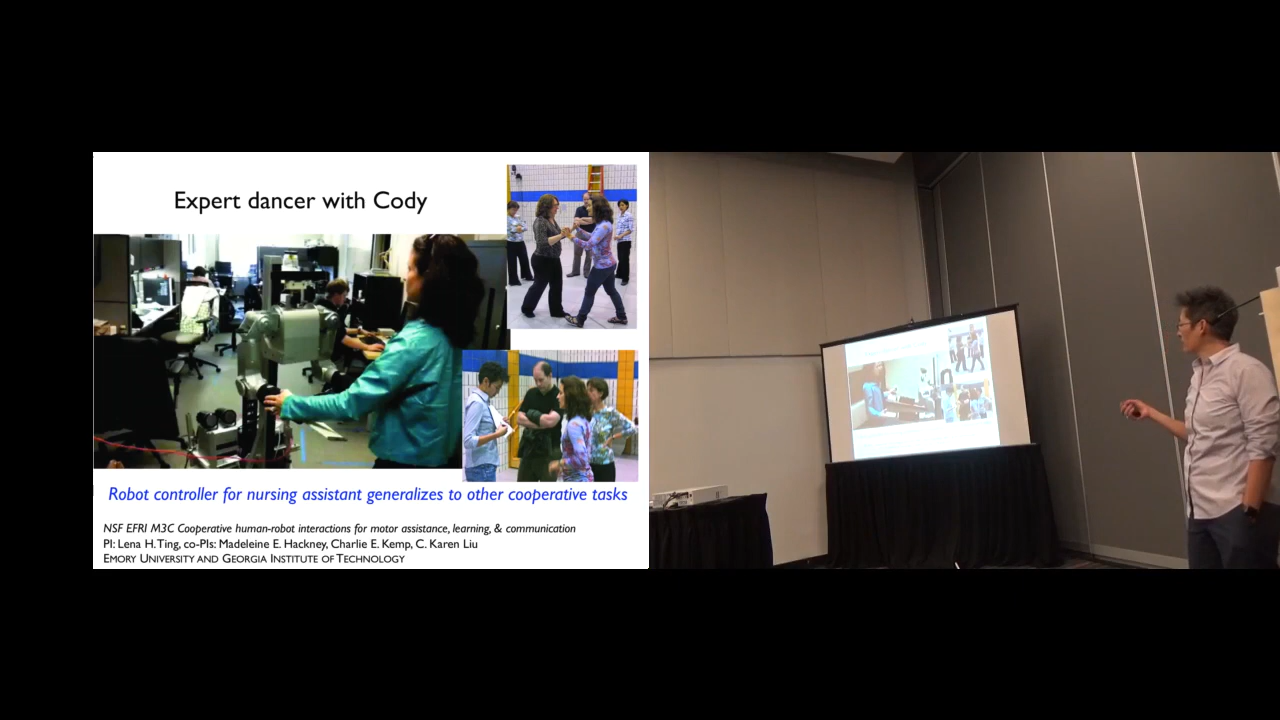 Expert dancer with Cody
Robot controller for nursing assistant generalizes to other cooperative tasks
NSF EFRI M3C Cooperative human-robot interactions for motor assistance, learning, & communication
PI: Lena H. Ting, co-PIs: Madeleine E. Hackney, Charlie E. Kemp, C. Karen Liu
EMORY UNIVERSITY AND GEORGIA INSTITUTE OF TECHNOLOGY